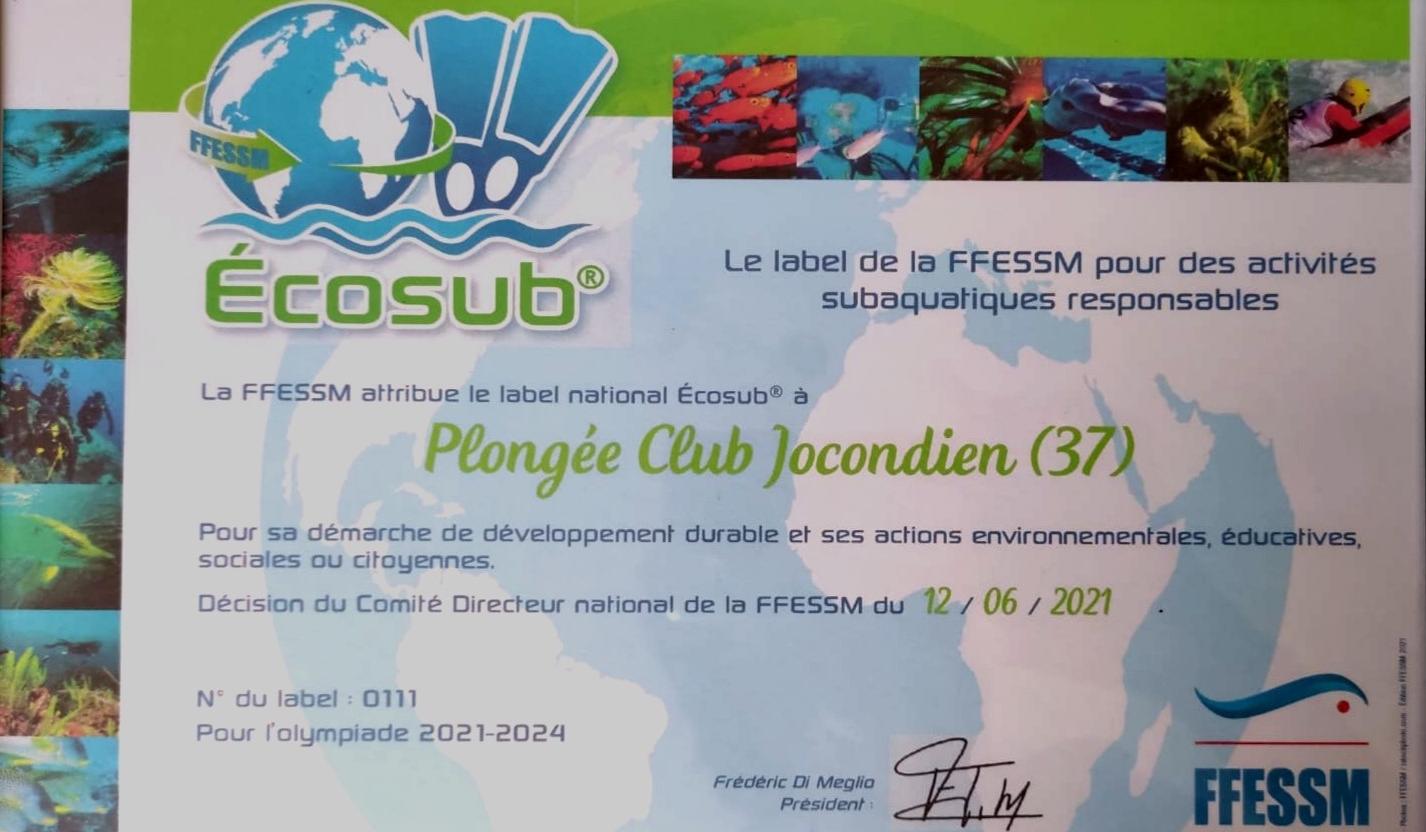 FFESSM
Écosub®
Le label de la FFESSM pour des activités
subaquatiques responsables
La FFESSM attribue le label national Écosub® à
Plongée Club Jocondien (37)
Pour sa démarche de développement durable et ses actions environnementales, éducatives,
sociales ou citoyennes.
Décision du Comité Directeur national de la FFESSM du 12 / 06 / 2021 .
N° du label : 0111
Pour l'olympiade 2021-2024
Frédéric Di Meglio
Président :
FFESSM